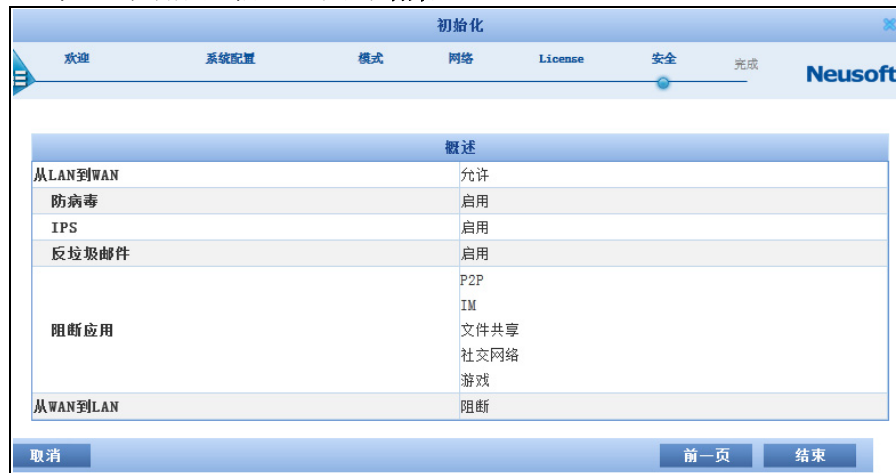 初始化
欢迎
系统配置
模式
网络
License
安全
完成
Neusoft
概述
从LAN到WAN 允许
防病毒 启用
IPS 启用
反垃圾邮件 启用
阻断应用
P2P
IM
文件共享
社交网络
游戏
从WAN到LAN 阻断
取消
前一页
结束